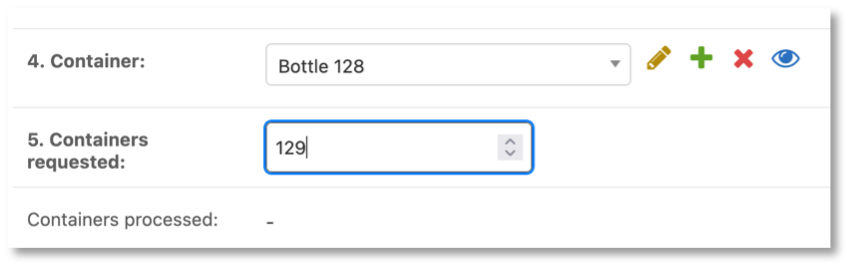 4. Container:
Bottle 128
5. Containers
requested:
129
Containers processed:
-